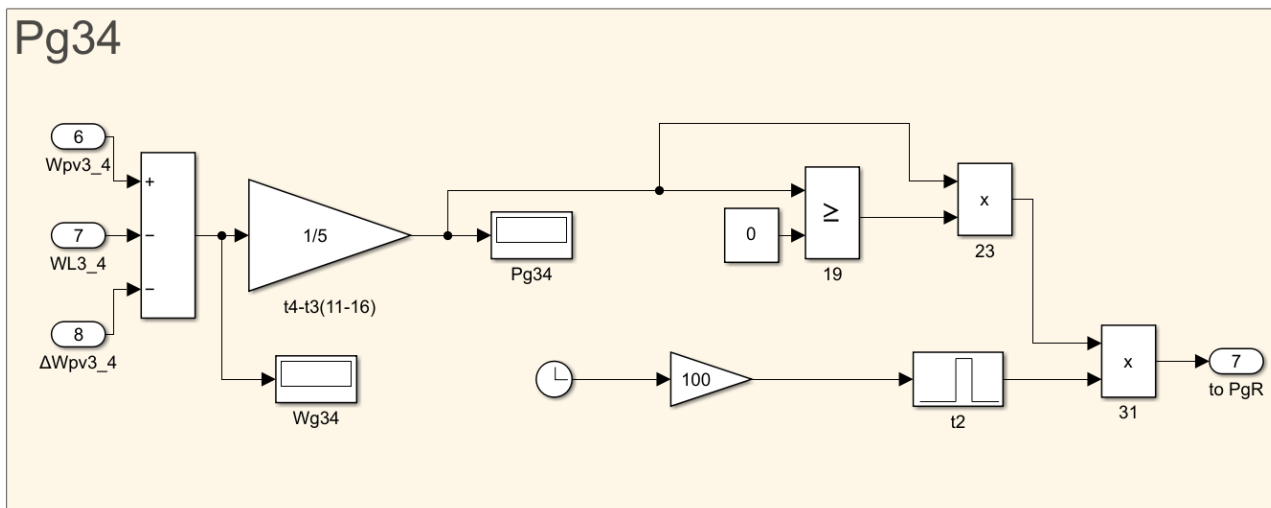 Pg34
6
Wpv3_4
+
7
WL3_4
−
8
ΔWpv3_4
−
1/5
t4-t3(11-16)
Pg34
Wg34
0
≥
19
x
23
100
t2
x
31
7
to PgR